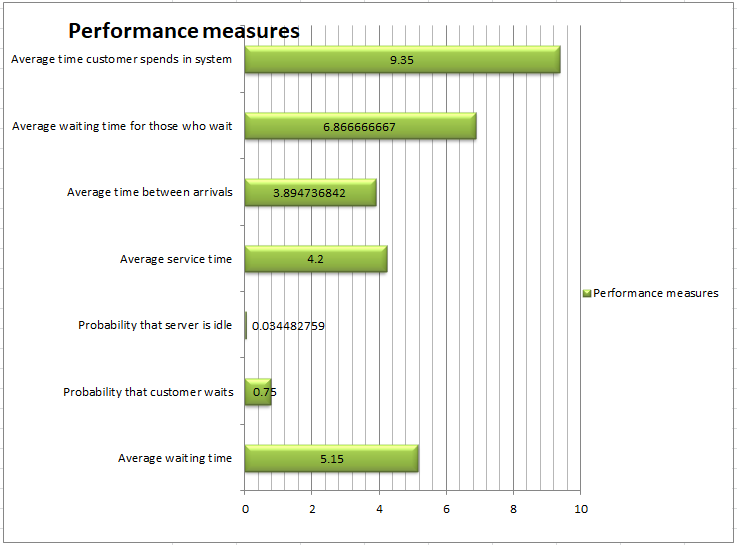 Performance measures
Average time customer spends in system
9.35
Average waiting time for those who wait
6.866666667
Average time between arrivals
3.894736842
Average service time
4.2
Probability that server is idle
0.034482759
Probability that customer waits
0.75
Average waiting time
5.15
0 2 4 6 8 10
Performance measures